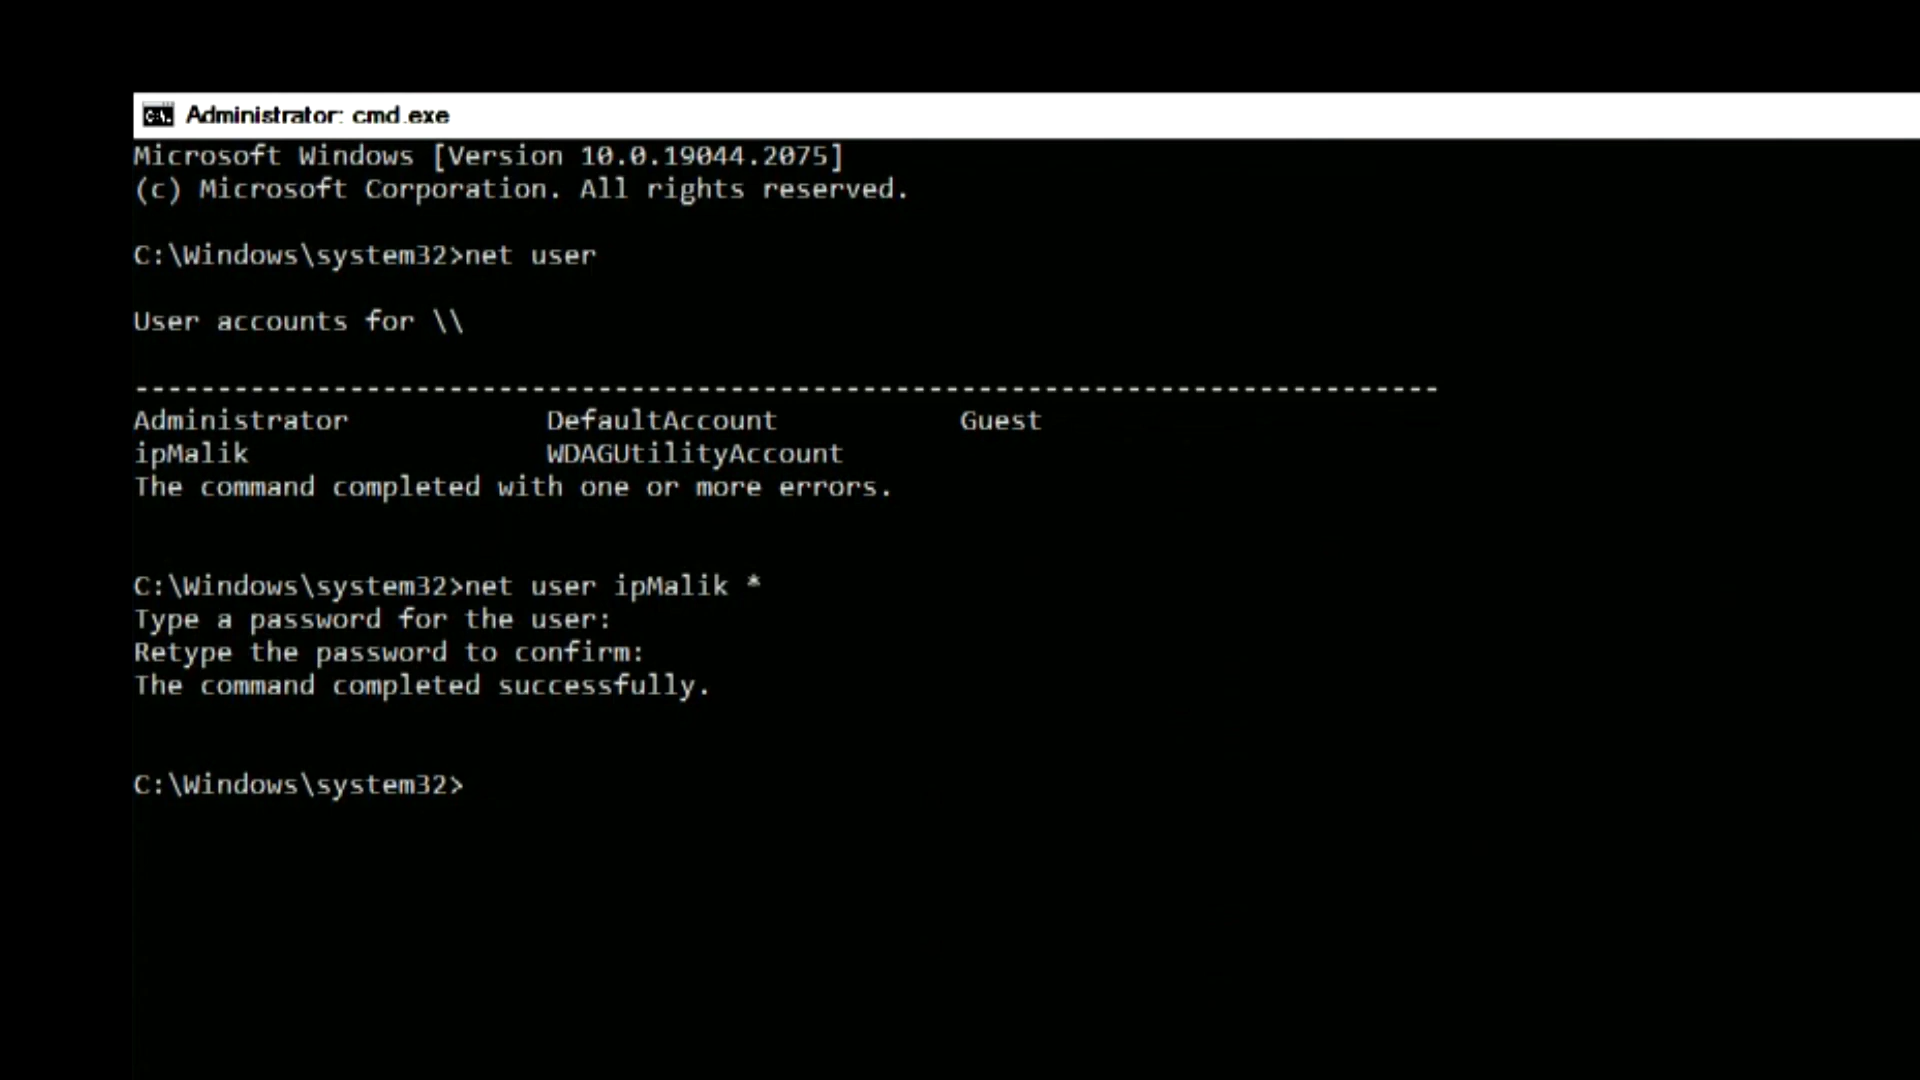 Administrator: cmd.exe
Microsoft Windows [Version 10.0.19044.2075]
(c) Microsoft Corporation. All rights reserved.
C:\Windows\system32>net user
User accounts for \\
-------------------------------------------------------------------------------
Administrator            DefaultAccount           Guest
ipMalik                  WDAGUtilityAccount
The command completed with one or more errors.
C:\Windows\system32>net user ipMalik *
Type a password for the user:
Retype the password to confirm:
The command completed successfully.
C:\Windows\system32>